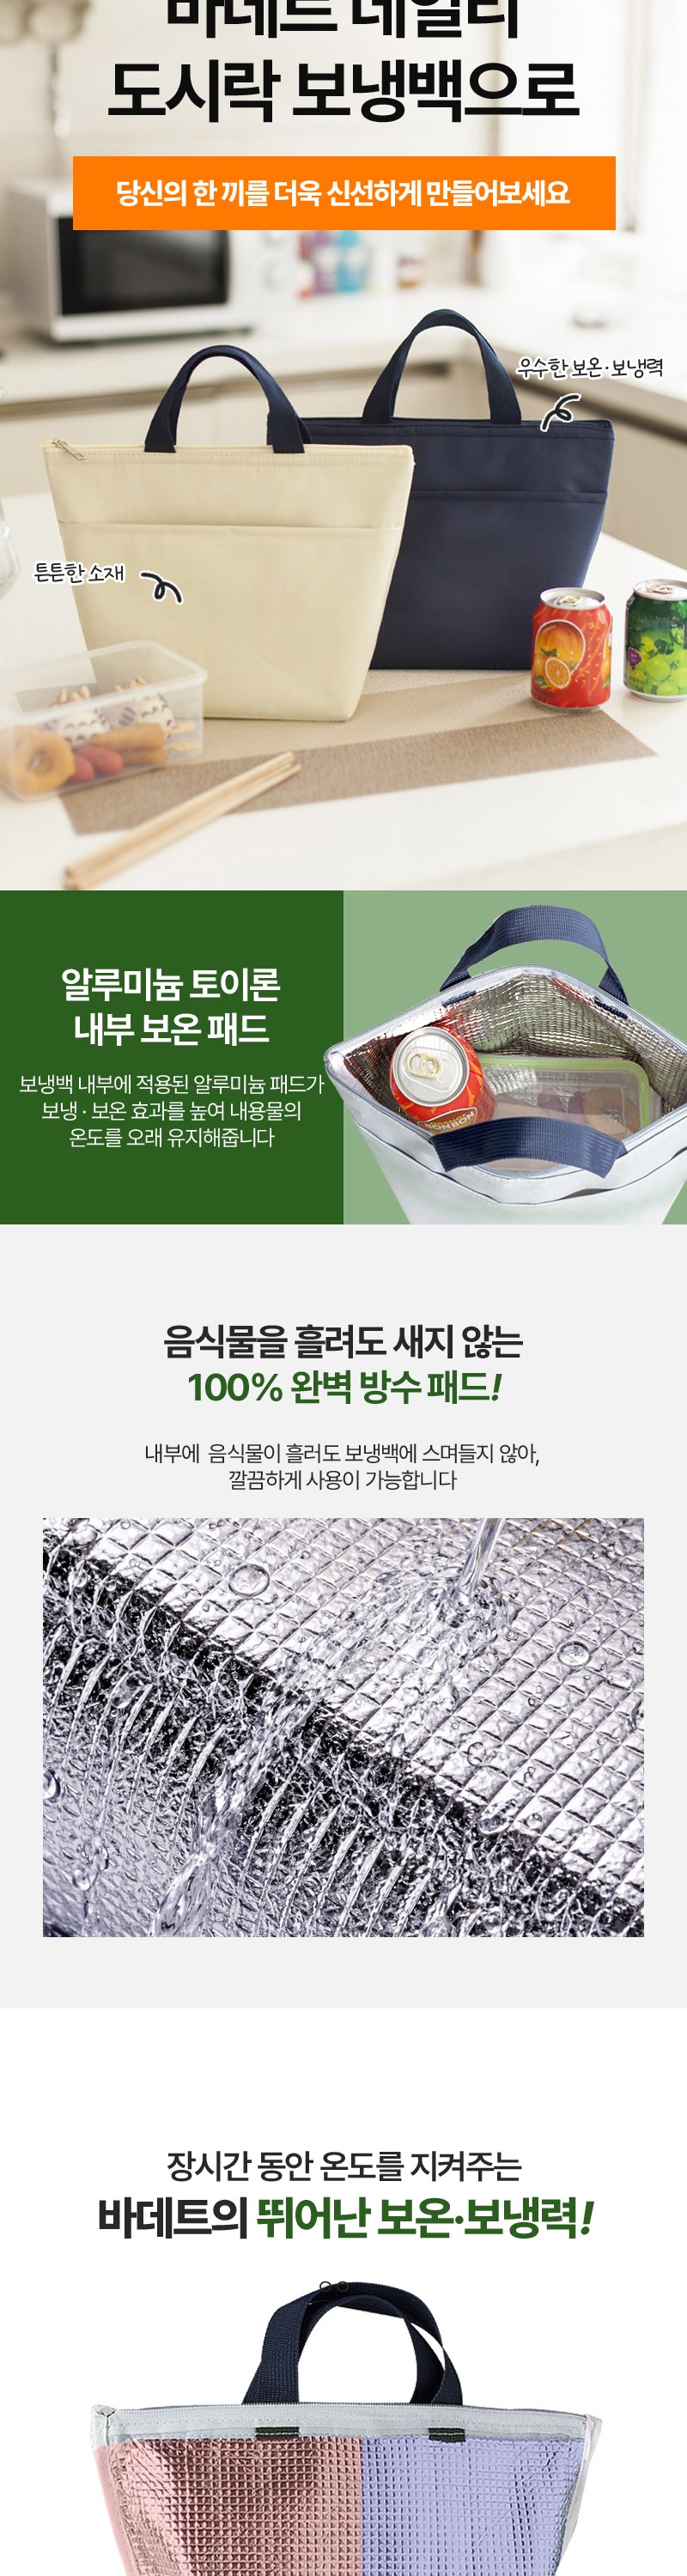 바데트 데일리
도시락 보냉백으로
당신의 한 끼를 더욱 신선하게 만들어보세요
우수한 보온·보냉력
튼튼한 소재
알루미늄 토이론
내부 보온 패드
보냉백 내부에 적용된 알루미늄 패드가
보냉·보온 효과를 높여 내용물의
온도를 오래 유지해줍니다
BONBON
음식물을 흘려도 새지 않는
100% 완벽 방수 패드!
내부에 음식물이 흘러도 보냉백에 스며들지 않아,
깔끔하게 사용이 가능합니다
장시간 동안 온도를 지켜주는
바데트의 뛰어난 보온·보냉력!